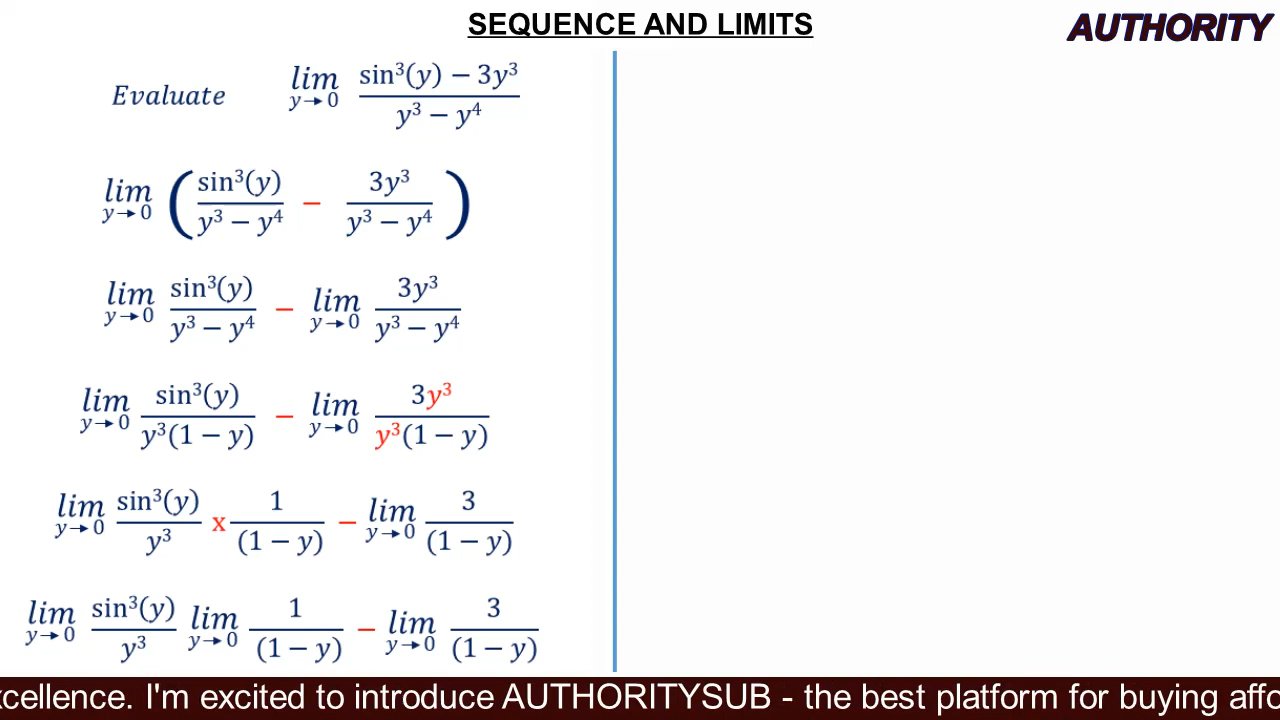 SEQUENCE AND LIMITS
AUTHORITY
Evaluate lim y→0 (sin³(y) − 3y³)/(y³ − y⁴)
lim y→0 ( sin³(y)/(y³ − y⁴) − 3y³/(y³ − y⁴) )
lim y→0 sin³(y)/(y³ − y⁴) − lim y→0 3y³/(y³ − y⁴)
lim y→0 sin³(y)/(y³(1 − y)) − lim y→0 3y³/(y³(1 − y))
lim y→0 sin³(y)/y³ x 1/(1 − y) − lim y→0 3/(1 − y)
lim y→0 sin³(y)/y³ lim y→0 1/(1 − y) − lim y→0 3/(1 − y)
xcellence. I'm excited to introduce AUTHORITYSUB - the best platform for buying affo